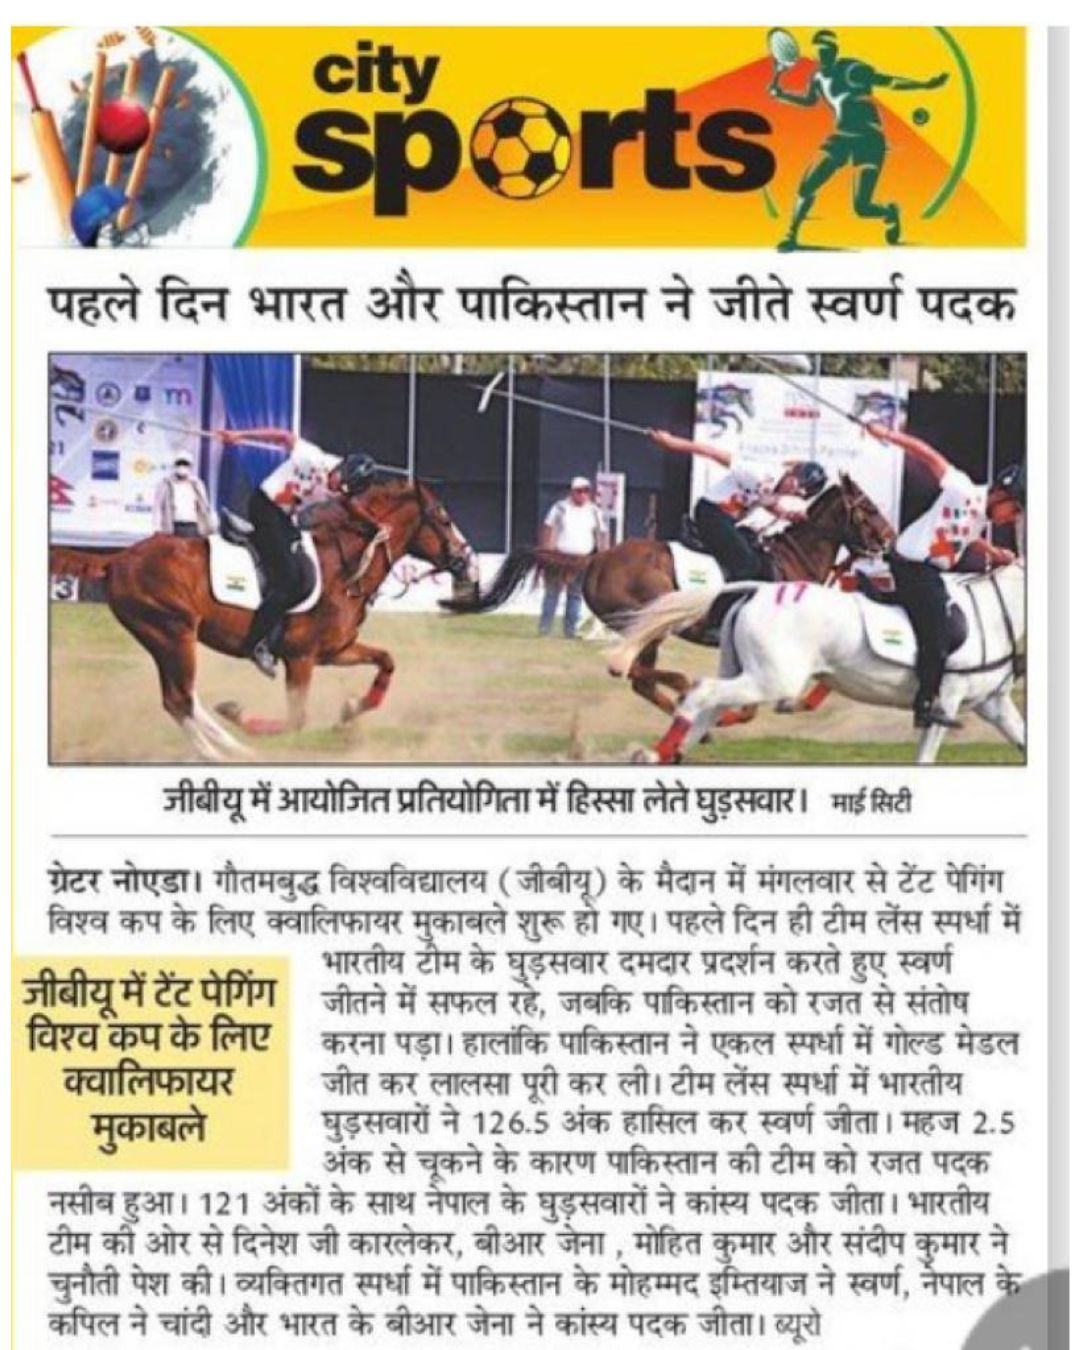 city
sports
पहले दिन भारत और पाकिस्तान ने जीते स्वर्ण पदक
m
3
17
जीबीयू में आयोजित प्रतियोगिता में हिस्सा लेते घुड़सवार। माई सिटी
ग्रेटर नोएडा। गौतमबुद्ध विश्वविद्यालय (जीबीयू) के मैदान में मंगलवार से टेंट पेगिंग
विश्व कप के लिए क्वालिफायर मुकाबले शुरू हो गए। पहले दिन ही टीम लेंस स्पर्धा में
भारतीय टीम के घुड़सवार दमदार प्रदर्शन करते हुए स्वर्ण
जीतने में सफल रहे, जबकि पाकिस्तान को रजत से संतोष
करना पड़ा। हालांकि पाकिस्तान ने एकल स्पर्धा में गोल्ड मेडल
जीत कर लालसा पूरी कर ली। टीम लेंस स्पर्धा में भारतीय
घुड़सवारों ने 126.5 अंक हासिल कर स्वर्ण जीता। महज 2.5
अंक से चूकने के कारण पाकिस्तान की टीम को रजत पदक
जीबीयू में टेंट पेगिंग
विश्व कप के लिए
क्वालिफायर
मुकाबले
नसीब हुआ। 121 अंकों के साथ नेपाल के घुड़सवारों ने कांस्य पदक जीता। भारतीय
टीम की ओर से दिनेश जी कारलेकर, बीआर जेना , मोहित कुमार और संदीप कुमार ने
चुनौती पेश की। व्यक्तिगत स्पर्धा में पाकिस्तान के मोहम्मद इम्तियाज ने स्वर्ण, नेपाल के
कपिल ने चांदी और भारत के बीआर जेना ने कांस्य पदक जीता। ब्यूरो